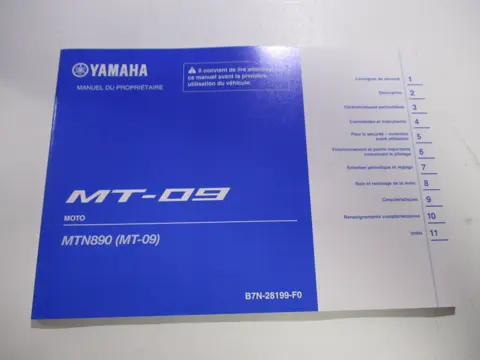 YAMAHA
MANUEL DU PROPRIÉTAIRE
Il convient de lire attentivement
ce manuel avant la première
utilisation du véhicule.
MT-09
MOTO
MTN890 (MT-09)
B7N-28199-F0
Consignes de sécurité 1
Description 2
Caractéristiques particulières 3
Commandes et instruments 4
Pour la sécurité – contrôles
avant utilisation 5
Fonctionnement et points importants
concernant le pilotage 6
Entretien périodique et réglage 7
Soin et remisage de la moto 8
Caractéristiques 9
Renseignements complémentaires 10
Index 11